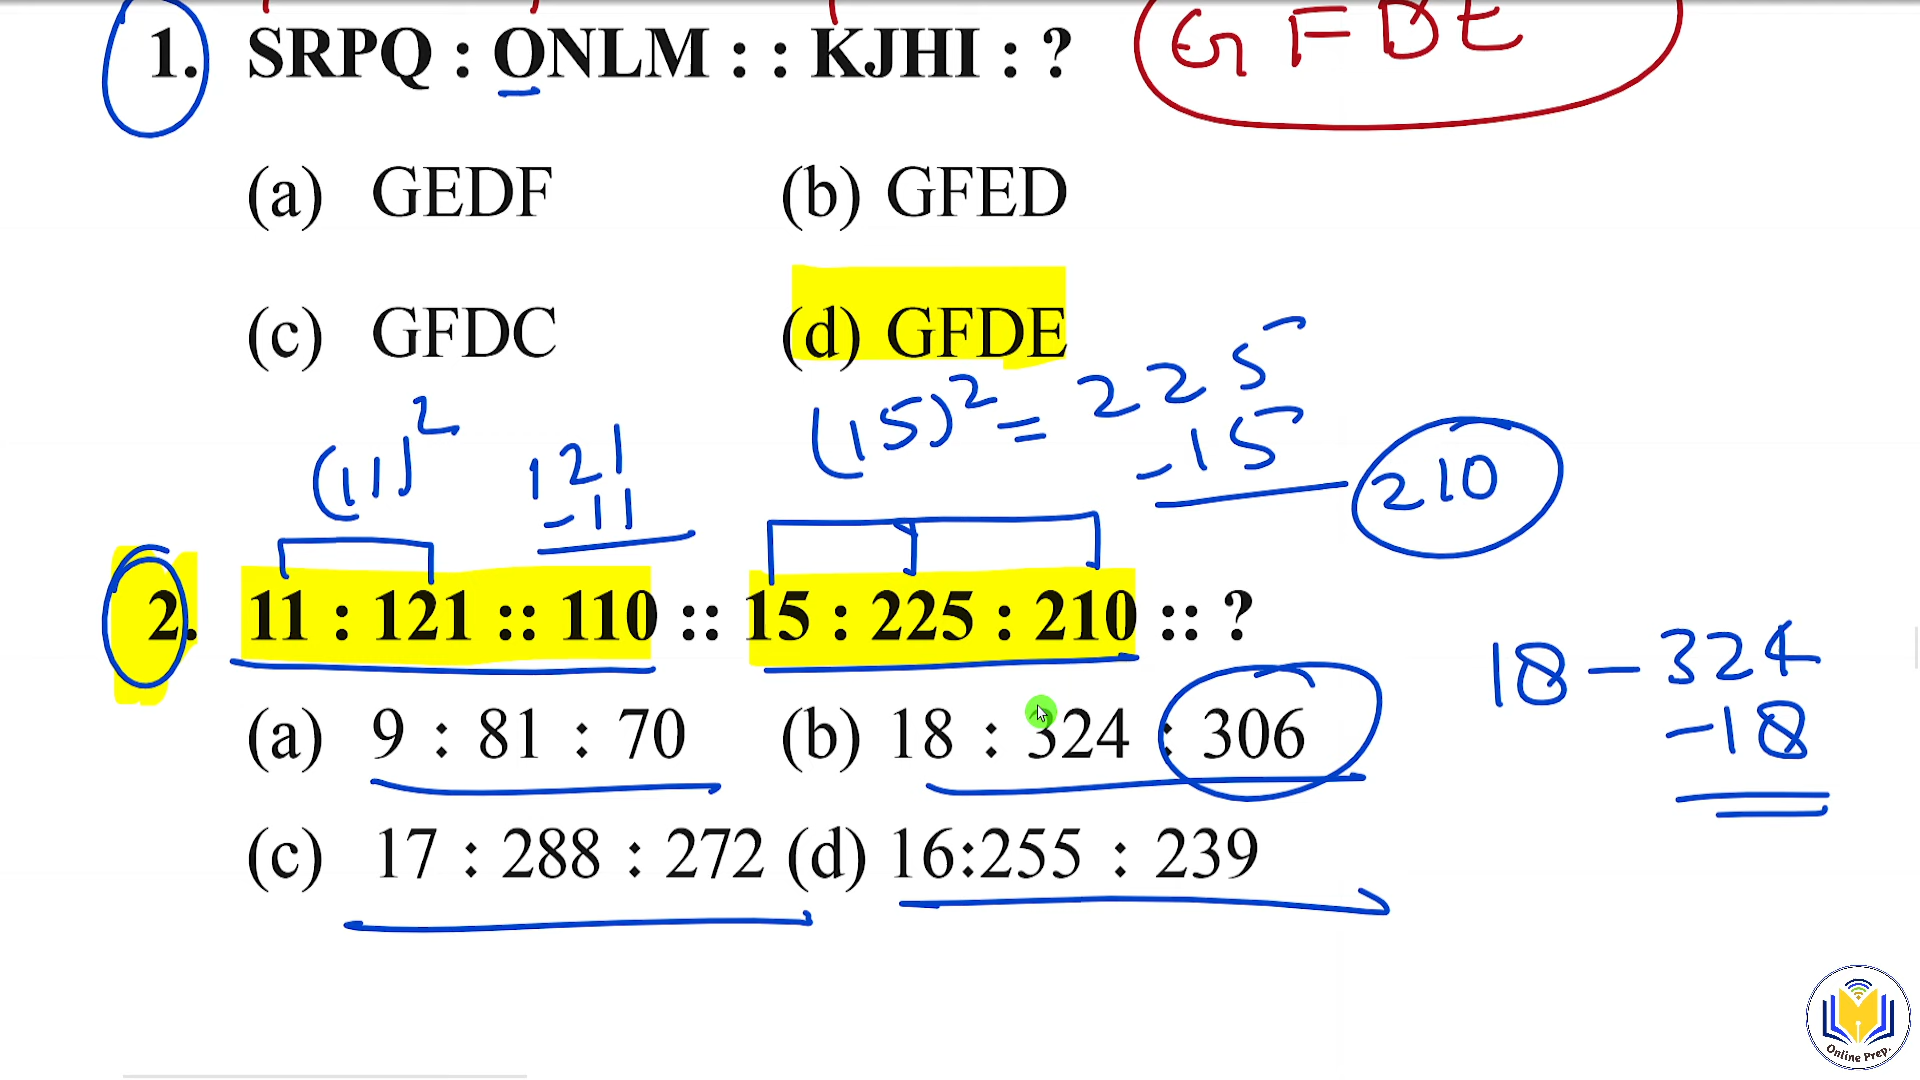 1. SRPQ : ONLM : : KJHI : ? GFDE
(a) GEDF (b) GFED
(c) GFDC (d) GFDE
(11)² 121 (15)² = 225
-11 -15 210
2. 11 : 121 :: 110 :: 15 : 225 : 210 :: ?
18 - 324
(a) 9 : 81 : 70 (b) 18 : 324 : 306
-18
(c) 17 : 288 : 272 (d) 16:255 : 239
Online Prep.